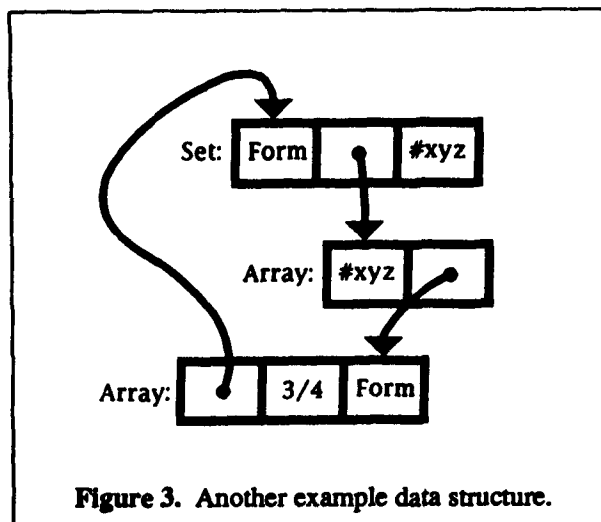 Set: Form #xyz
Array: #xyz
Array: 3/4 Form
Figure 3. Another example data structure.